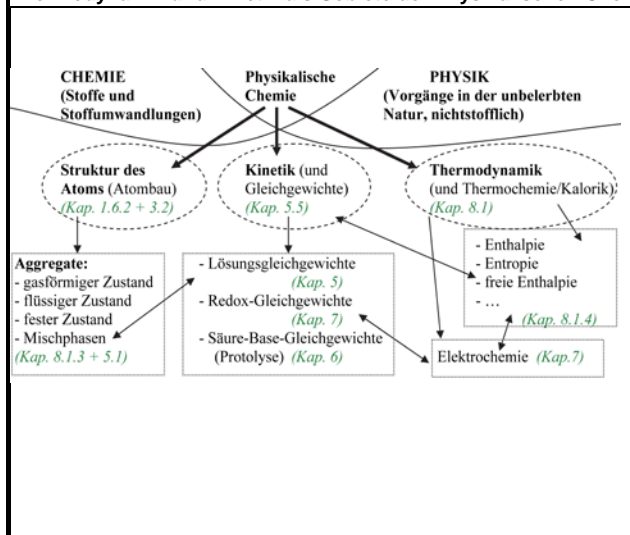 CHEMIE
(Stoffe und
Stoffumwandlungen)
Physikalische
Chemie
PHYSIK
(Vorgänge in der unbelerbten
Natur, nichtstofflich)
Struktur des
Atoms (Atombau)
(Kap. 1.6.2 + 3.2)
Kinetik (und
Gleichgewichte)
(Kap. 5.5)
Thermodynamik
(und Thermochemie/Kalorik)
(Kap. 8.1)
Aggregate:
- gasförmiger Zustand
- flüssiger Zustand
- fester Zustand
- Mischphasen
(Kap. 8.1.3 + 5.1)
- Lösungsgleichgewichte
(Kap. 5)
- Redox-Gleichgewichte
(Kap. 7)
- Säure-Base-Gleichgewichte
(Protolyse) (Kap. 6)
- Enthalpie
- Entropie
- freie Enthalpie
- ...
(Kap. 8.1.4)
Elektrochemie (Kap.7)